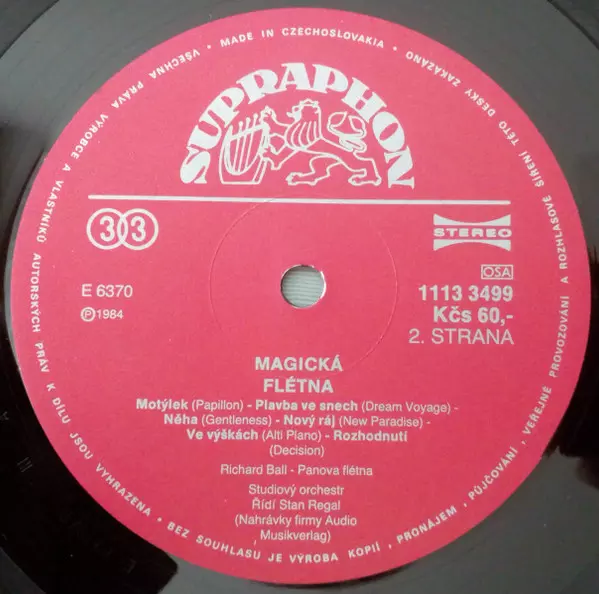 MADE IN CZECHOSLOVAKIA • VŠECHNA PRÁVA VÝROBCE A VLASTNÍKŮ AUTORSKÝCH PRÁV K DÍLU JSOU VYHRAZENA • BEZ SOUHLASU JE VÝROBA KOPIÍ, PRONÁJEM, PŮJČOVÁNÍ, VEŘEJNÉ PROVOZOVÁNÍ A ROZHLASOVÉ ŠÍŘENÍ TÉTO DESKY ZAKÁZÁNO •
SUPRAPHON
33
STEREO
OSA
E 6370
1113 3499
Ⓟ1984
Kčs 60,-
2. STRANA
MAGICKÁ
FLÉTNA
Motýlek (Papillon) - Plavba ve snech (Dream Voyage) -
Něha (Gentleness) - Nový ráj (New Paradise) -
Ve výškách (Alti Piano) - Rozhodnutí
(Decision)
Richard Ball - Panova flétna
Studiový orchestr
Řídí Stan Regal
(Nahrávky firmy Audio
Musikverlag)